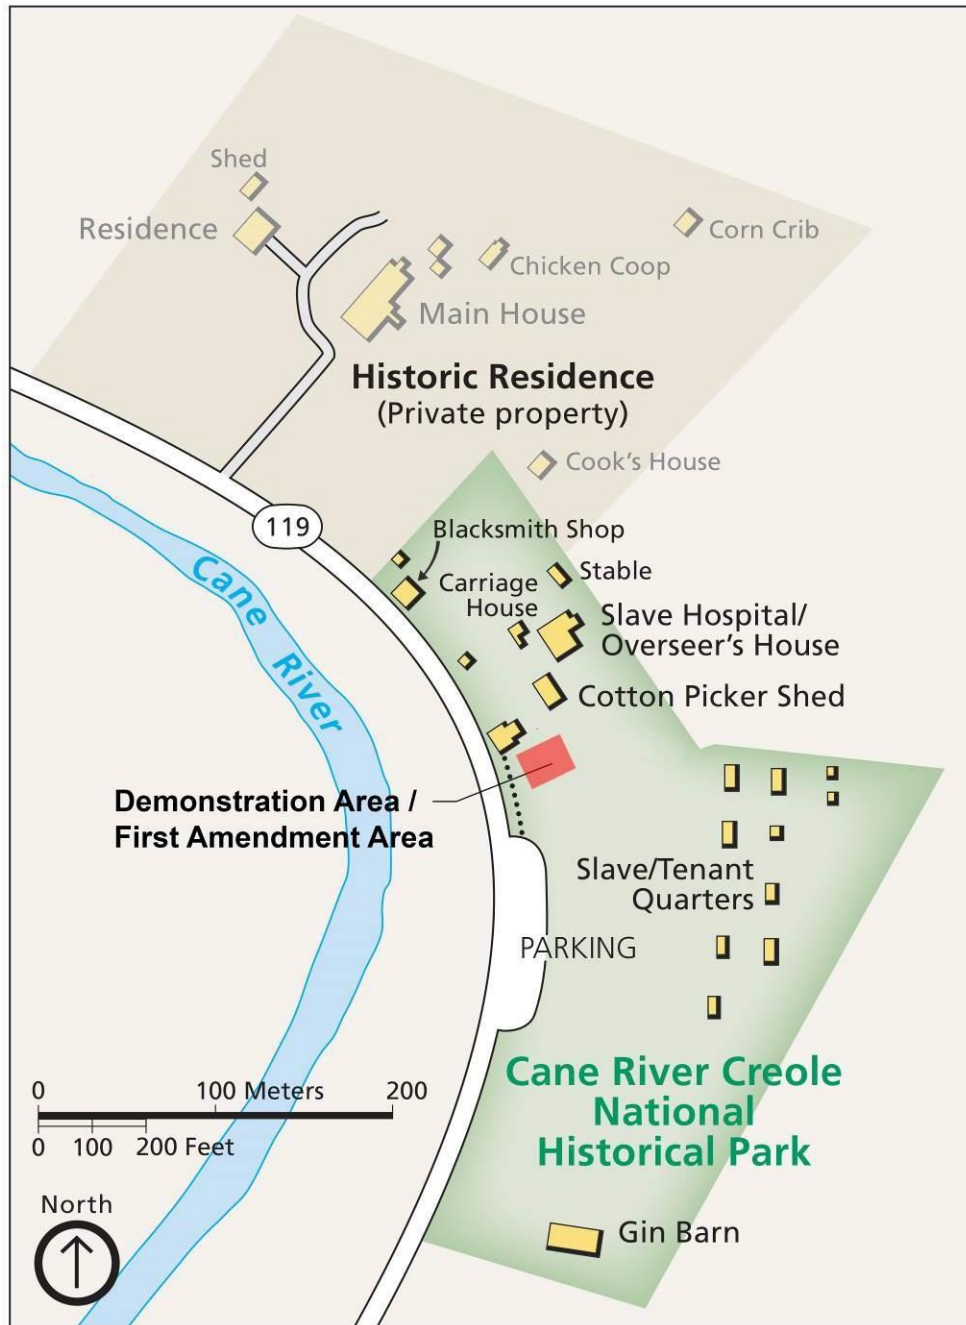 Shed
Residence
Corn Crib
Chicken Coop
Main House
Historic Residence
(Private property)
Cook's House
119
Blacksmith Shop
Cane
River
Carriage
House
Stable
Slave Hospital/
Overseer's House
Cotton Picker Shed
Demonstration Area /
First Amendment Area
Slave/Tenant
Quarters
PARKING
Cane River Creole
National
Historical Park
0 100 Meters 200
0 100 200 Feet
North
Gin Barn